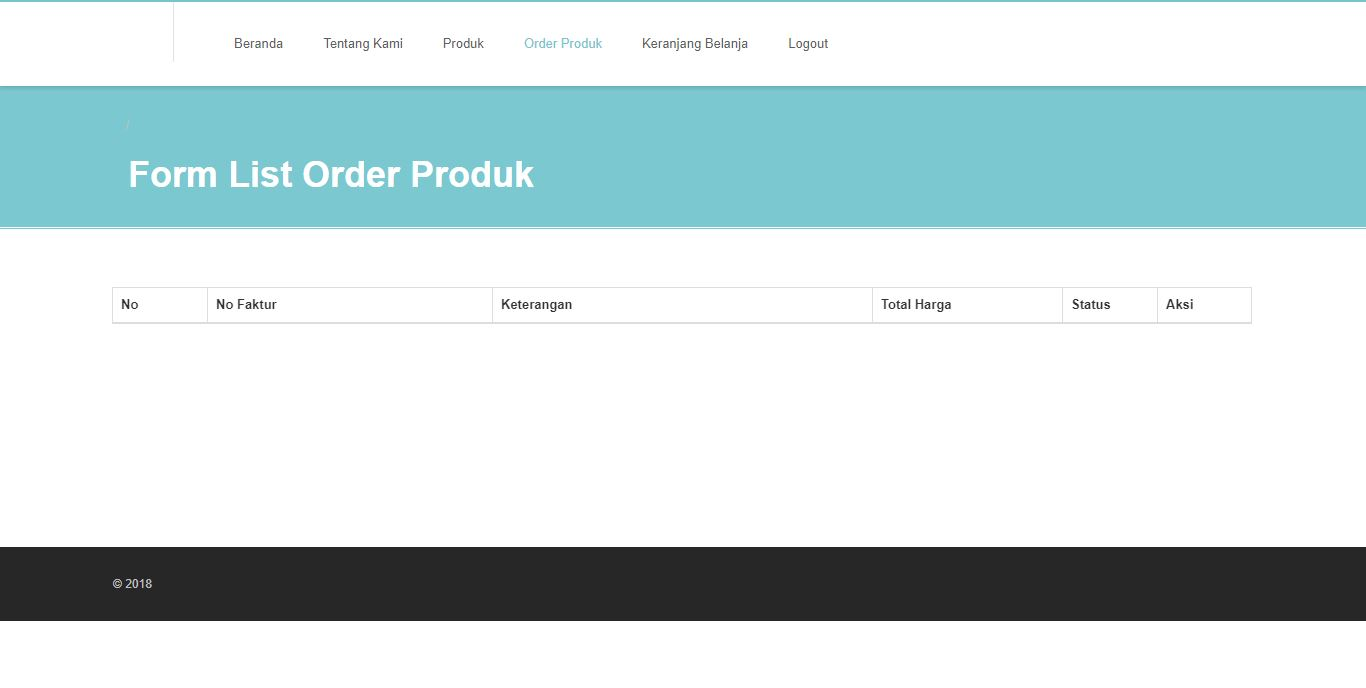 Beranda Tentang Kami Produk Order Produk Keranjang Belanja Logout
/
Form List Order Produk
No No Faktur Keterangan Total Harga Status Aksi
© 2018